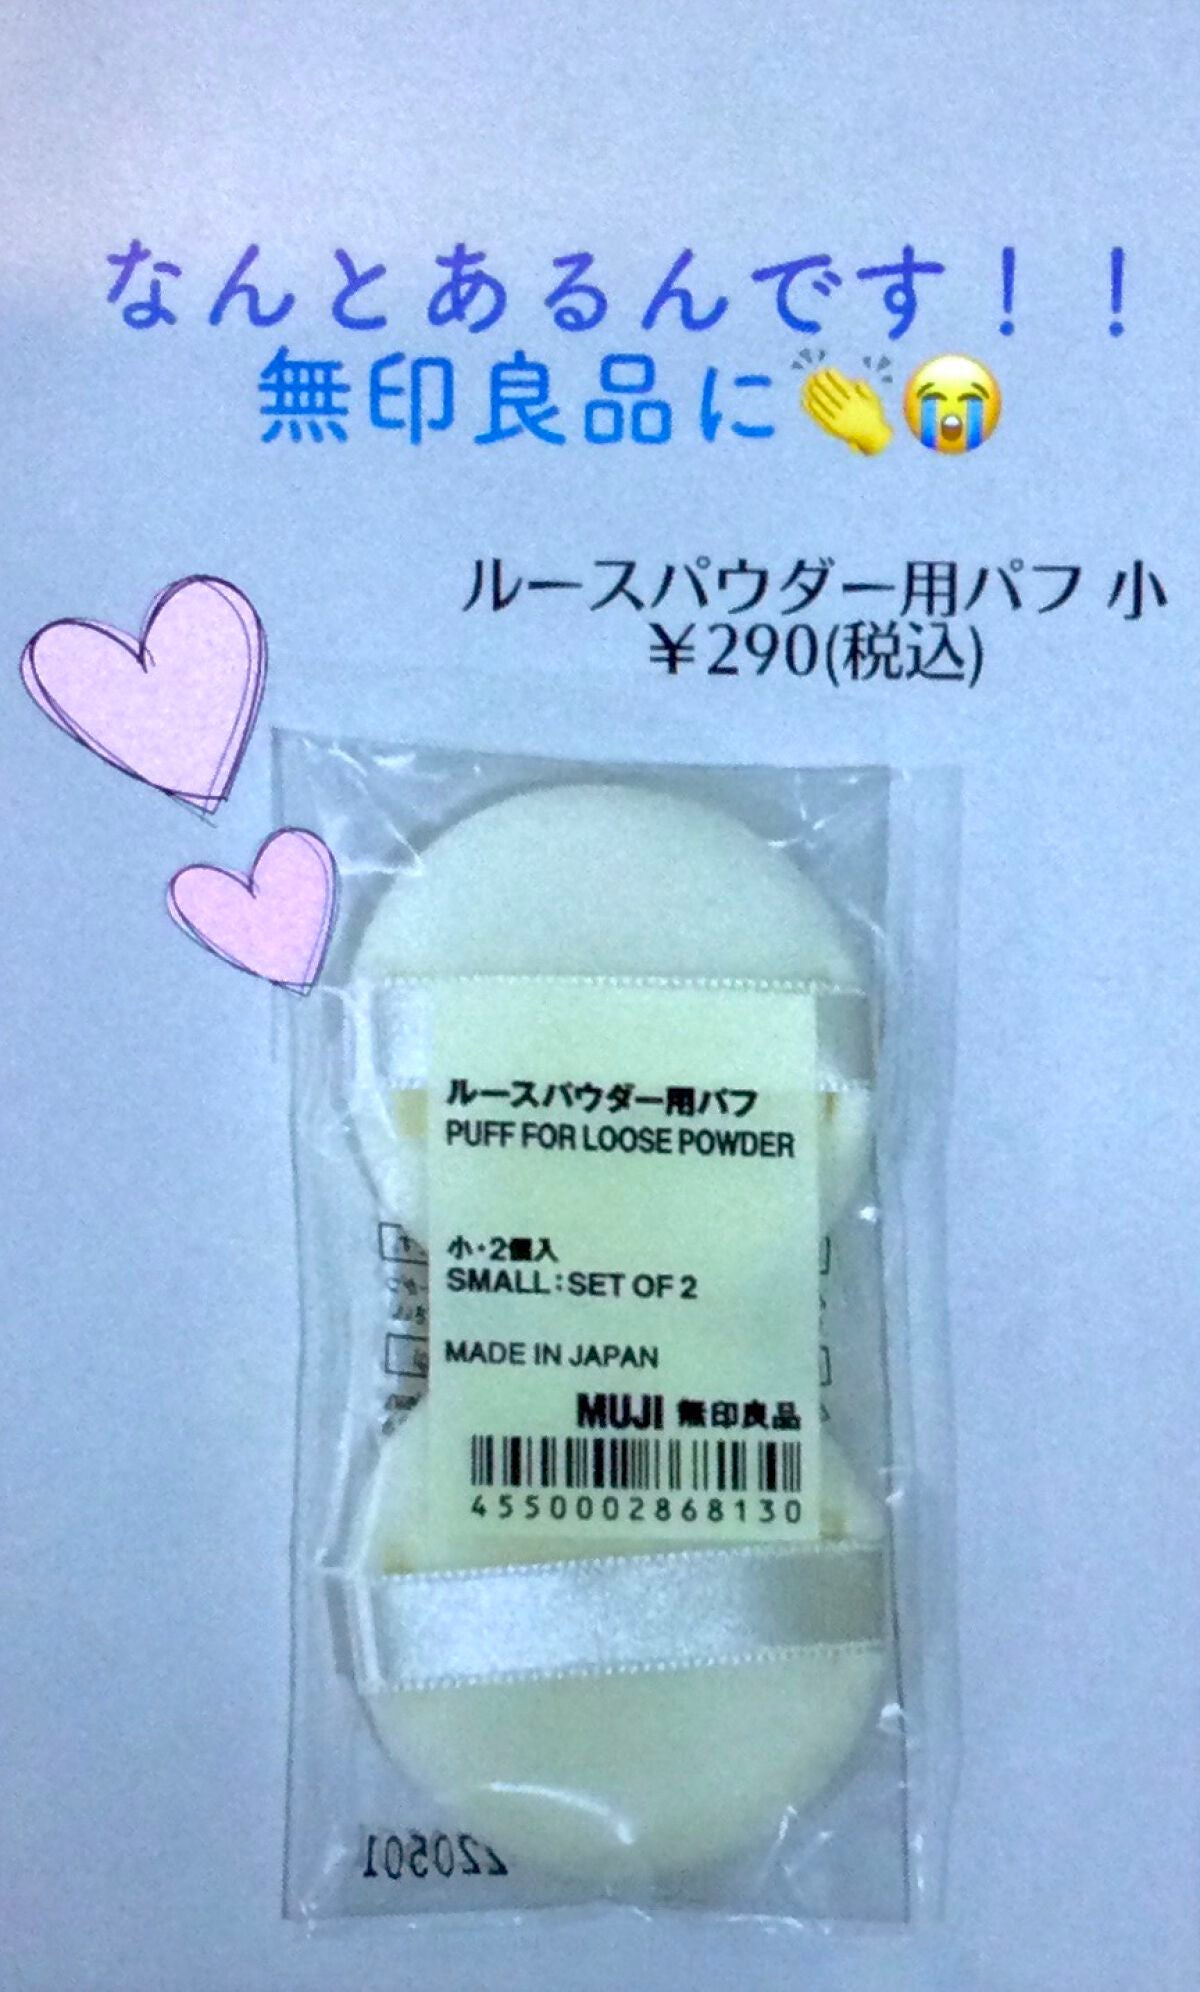 なんとあるんです！！
無印良品に👏😭
ルースパウダー用パフ 小
￥290(税込)
ルースパウダー用パフ
PUFF FOR LOOSE POWDER
小・2個入
SMALL：SET OF 2
MADE IN JAPAN
MUJI 無印良品
4550002868130
220501